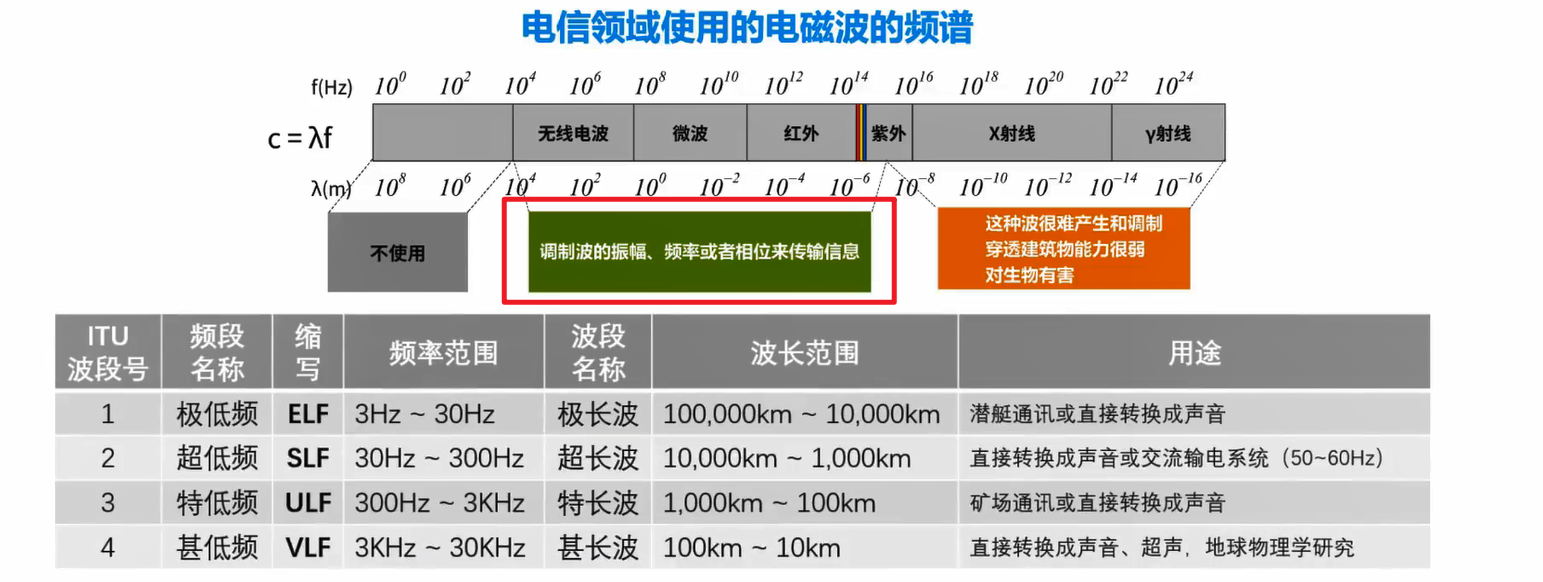 电信领域使用的电磁波的频谱
f(Hz) 10^0 10^2 10^4 10^6 10^8 10^10 10^12 10^14 10^16 10^18 10^20 10^22 10^24
c = λf 无线电波 微波 红外 紫外 X射线 γ射线
λ(m) 10^8 10^6 10^4 10^2 10^0 10^-2 10^-4 10^-6 10^-8 10^-10 10^-12 10^-14 10^-16
不使用
调制波的振幅、频率或者相位来传输信息
这种波很难产生和调制
穿透建筑物能力很弱
对生物有害
ITU波段号 频段名称 缩写 频率范围 波段名称 波长范围 用途
1 极低频 ELF 3Hz ~ 30Hz 极长波 100,000km ~ 10,000km 潜艇通讯或直接转换成声音
2 超低频 SLF 30Hz ~ 300Hz 超长波 10,000km ~ 1,000km 直接转换成声音或交流输电系统（50~60Hz）
3 特低频 ULF 300Hz ~ 3KHz 特长波 1,000km ~ 100km 矿场通讯或直接转换成声音
4 甚低频 VLF 3KHz ~ 30KHz 甚长波 100km ~ 10km 直接转换成声音、超声，地球物理学研究